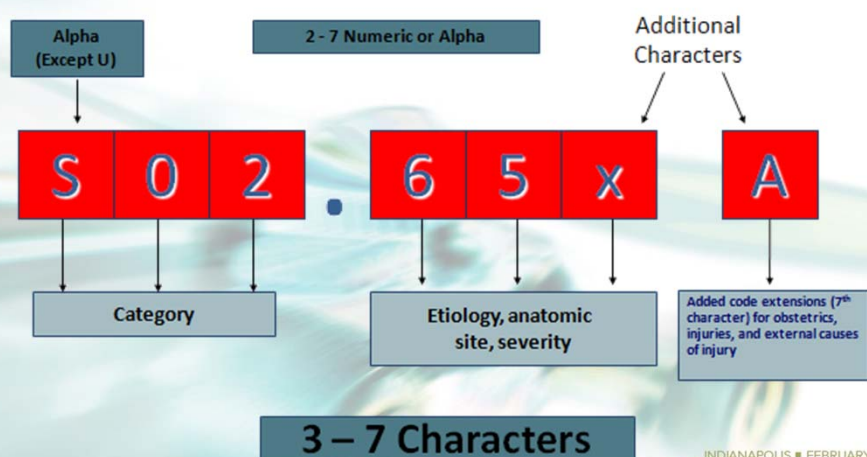 Alpha
(Except U)
2 - 7 Numeric or Alpha
Additional
Characters
S 0 2 . 6 5 x A
Category
Etiology, anatomic
site, severity
Added code extensions (7th
character) for obstetrics,
injuries, and external causes
of injury
3 – 7 Characters
INDIANAPOLIS ■ FEBRUARY